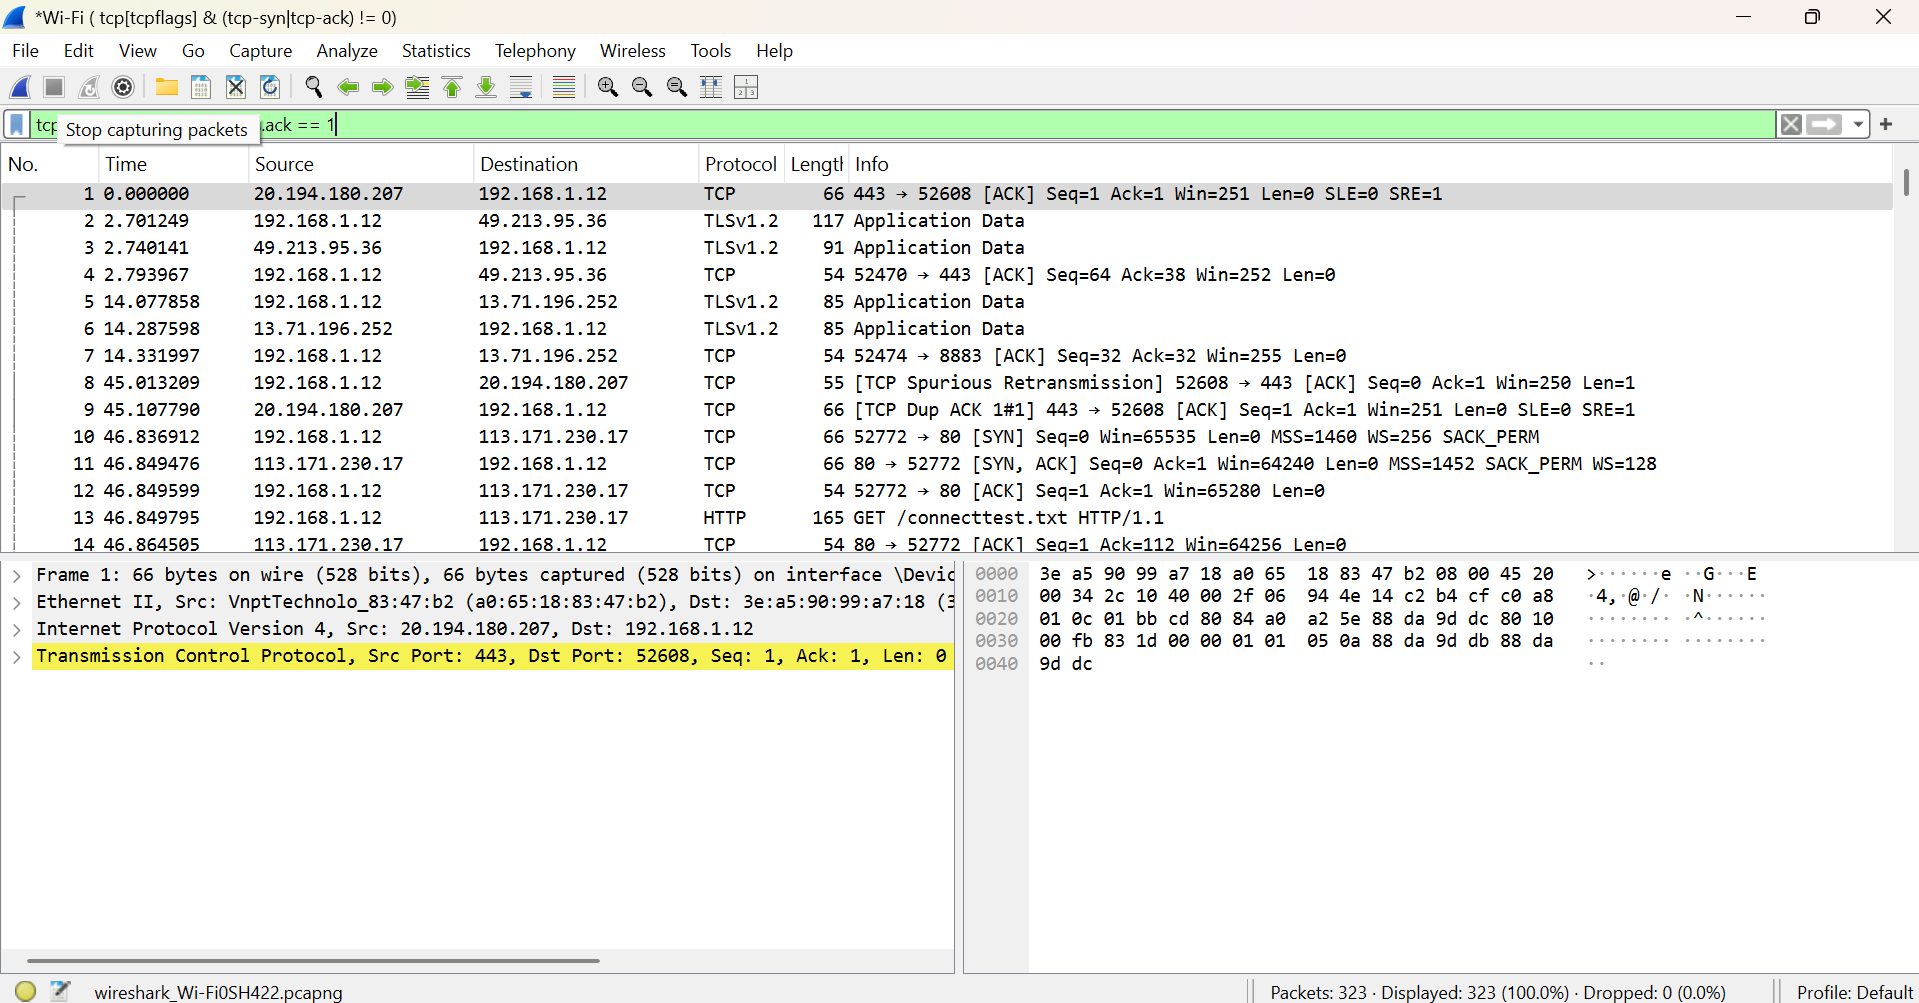 *Wi-Fi ( tcp[tcpflags] & (tcp-syn|tcp-ack) != 0)
File Edit View Go Capture Analyze Statistics Telephony Wireless Tools Help
tcp .ack == 1
Stop capturing packets
No. Time Source Destination Protocol Length Info
1 0.000000 20.194.180.207 192.168.1.12 TCP 66 443 → 52608 [ACK] Seq=1 Ack=1 Win=251 Len=0 SLE=0 SRE=1
2 2.701249 192.168.1.12 49.213.95.36 TLSv1.2 117 Application Data
3 2.740141 49.213.95.36 192.168.1.12 TLSv1.2 91 Application Data
4 2.793967 192.168.1.12 49.213.95.36 TCP 54 52470 → 443 [ACK] Seq=64 Ack=38 Win=252 Len=0
5 14.077858 192.168.1.12 13.71.196.252 TLSv1.2 85 Application Data
6 14.287598 13.71.196.252 192.168.1.12 TLSv1.2 85 Application Data
7 14.331997 192.168.1.12 13.71.196.252 TCP 54 52474 → 8883 [ACK] Seq=32 Ack=32 Win=255 Len=0
8 45.013209 192.168.1.12 20.194.180.207 TCP 55 [TCP Spurious Retransmission] 52608 → 443 [ACK] Seq=0 Ack=1 Win=250 Len=1
9 45.107790 20.194.180.207 192.168.1.12 TCP 66 [TCP Dup ACK 1#1] 443 → 52608 [ACK] Seq=1 Ack=1 Win=251 Len=0 SLE=0 SRE=1
10 46.836912 192.168.1.12 113.171.230.17 TCP 66 52772 → 80 [SYN] Seq=0 Win=65535 Len=0 MSS=1460 WS=256 SACK_PERM
11 46.849476 113.171.230.17 192.168.1.12 TCP 66 80 → 52772 [SYN, ACK] Seq=0 Ack=1 Win=64240 Len=0 MSS=1452 SACK_PERM WS=128
12 46.849599 192.168.1.12 113.171.230.17 TCP 54 52772 → 80 [ACK] Seq=1 Ack=1 Win=65280 Len=0
13 46.849795 192.168.1.12 113.171.230.17 HTTP 165 GET /connecttest.txt HTTP/1.1
14 46.864505 113.171.230.17 192.168.1.12 TCP 54 80 → 52772 [ACK] Seq=1 Ack=112 Win=64256 Len=0
Frame 1: 66 bytes on wire (528 bits), 66 bytes captured (528 bits) on interface \Devic
Ethernet II, Src: VnptTechnolo_83:47:b2 (a0:65:18:83:47:b2), Dst: 3e:a5:90:99:a7:18 (3
Internet Protocol Version 4, Src: 20.194.180.207, Dst: 192.168.1.12
Transmission Control Protocol, Src Port: 443, Dst Port: 52608, Seq: 1, Ack: 1, Len: 0
0000 3e a5 90 99 a7 18 a0 65 18 83 47 b2 08 00 45 20 >······e ··G···E
0010 00 34 2c 10 40 00 2f 06 94 4e 14 c2 b4 cf c0 a8 ·4,·@·/· ·N······
0020 01 0c 01 bb cd 80 84 a0 a2 5e 88 da 9d dc 80 10 ········ ·^······
0030 00 fb 83 1d 00 00 01 01 05 0a 88 da 9d db 88 da ········ ········
0040 9d dc ··
wireshark_Wi-Fi0SH422.pcapng Packets: 323 · Displayed: 323 (100.0%) · Dropped: 0 (0.0%) Profile: Default